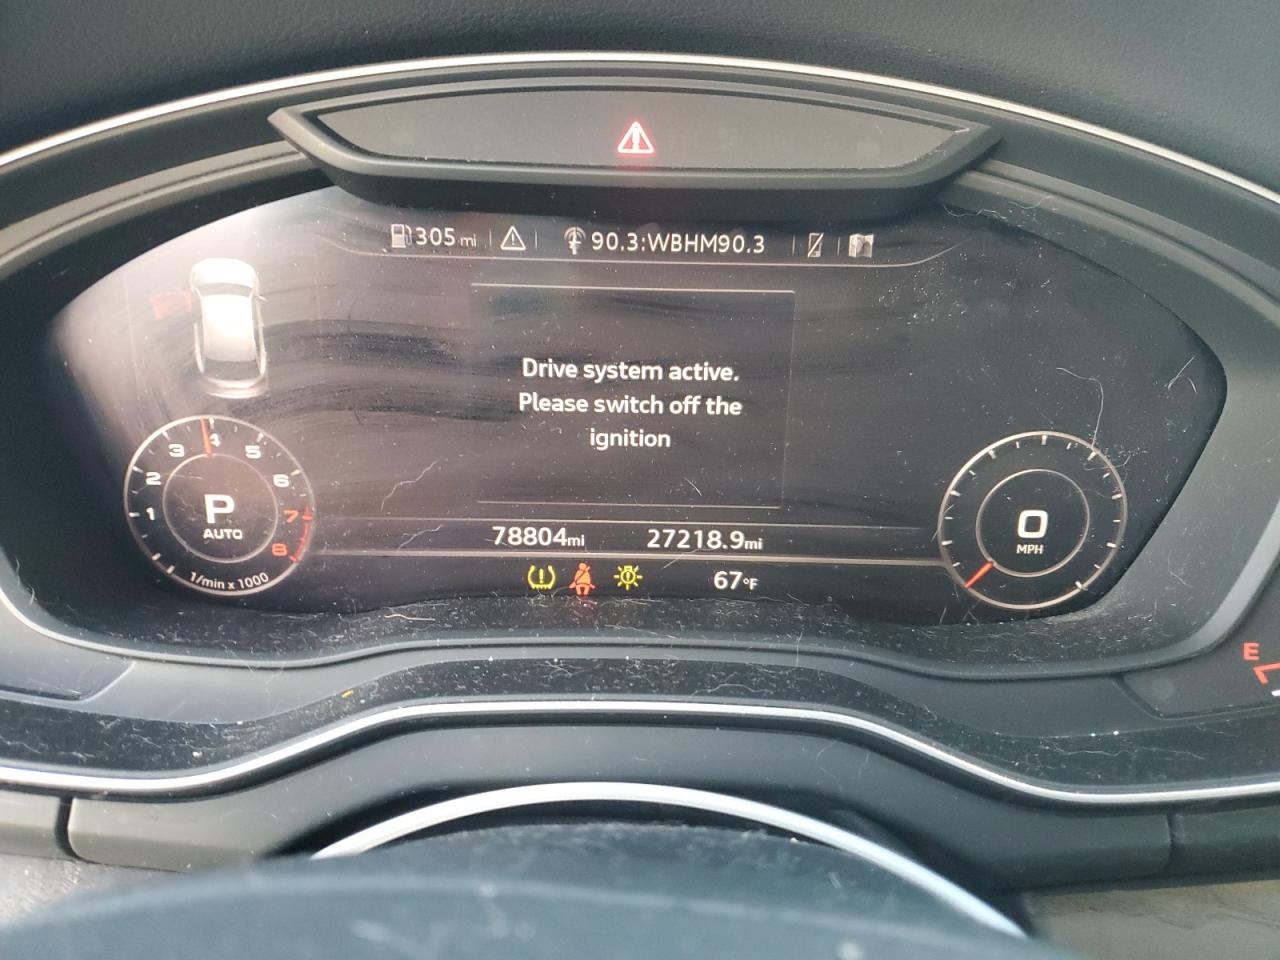 305 mi 90.3:WBHM90.3
Drive system active.
Please switch off the
ignition
1 2 3 4 5 6 7 8
P
AUTO
1/min x 1000
0
MPH
78804mi 27218.9mi
67°F
E